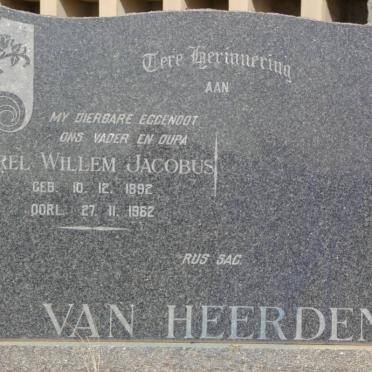 Tere Herinnering
AAN
MY DIERBARE EGGENOOT
ONS VADER EN OUPA
REL WILLEM JACOBUS
GEB. 10. 12. 1892
OORL. 27. 11. 1962
RUS SAG.
VAN HEERDEN